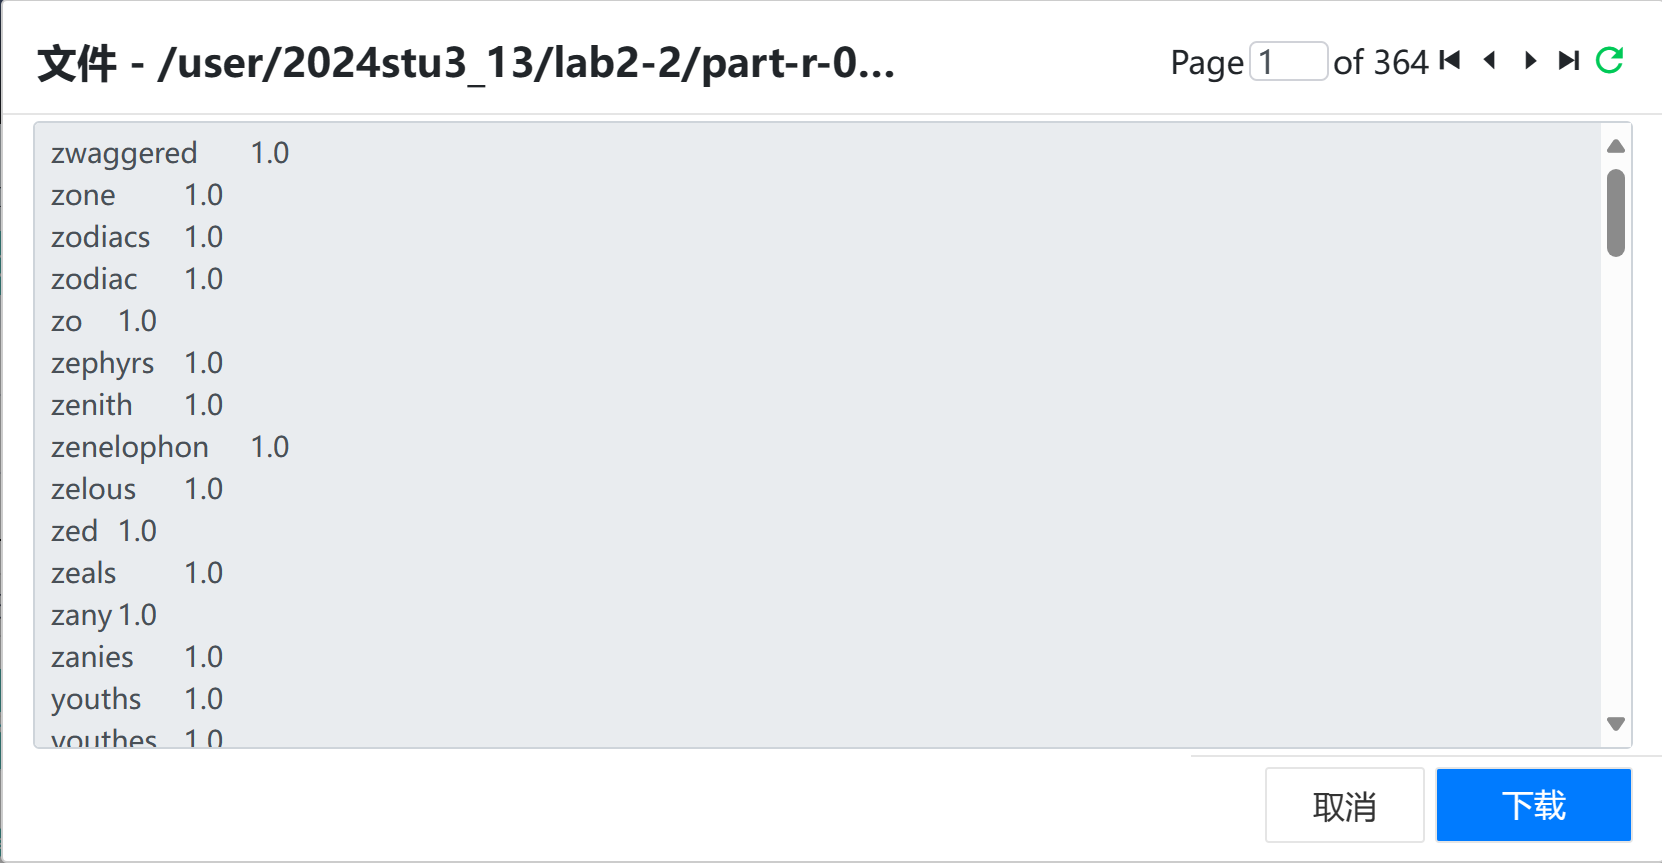 文件 - /user/2024stu3_13/lab2-2/part-r-0...
Page 1 of 364
zwaggered 1.0
zone 1.0
zodiacs 1.0
zodiac 1.0
zo 1.0
zephyrs 1.0
zenith 1.0
zenelophon 1.0
zelous 1.0
zed 1.0
zeals 1.0
zany 1.0
zanies 1.0
youths 1.0
youthes 1.0
取消 下载